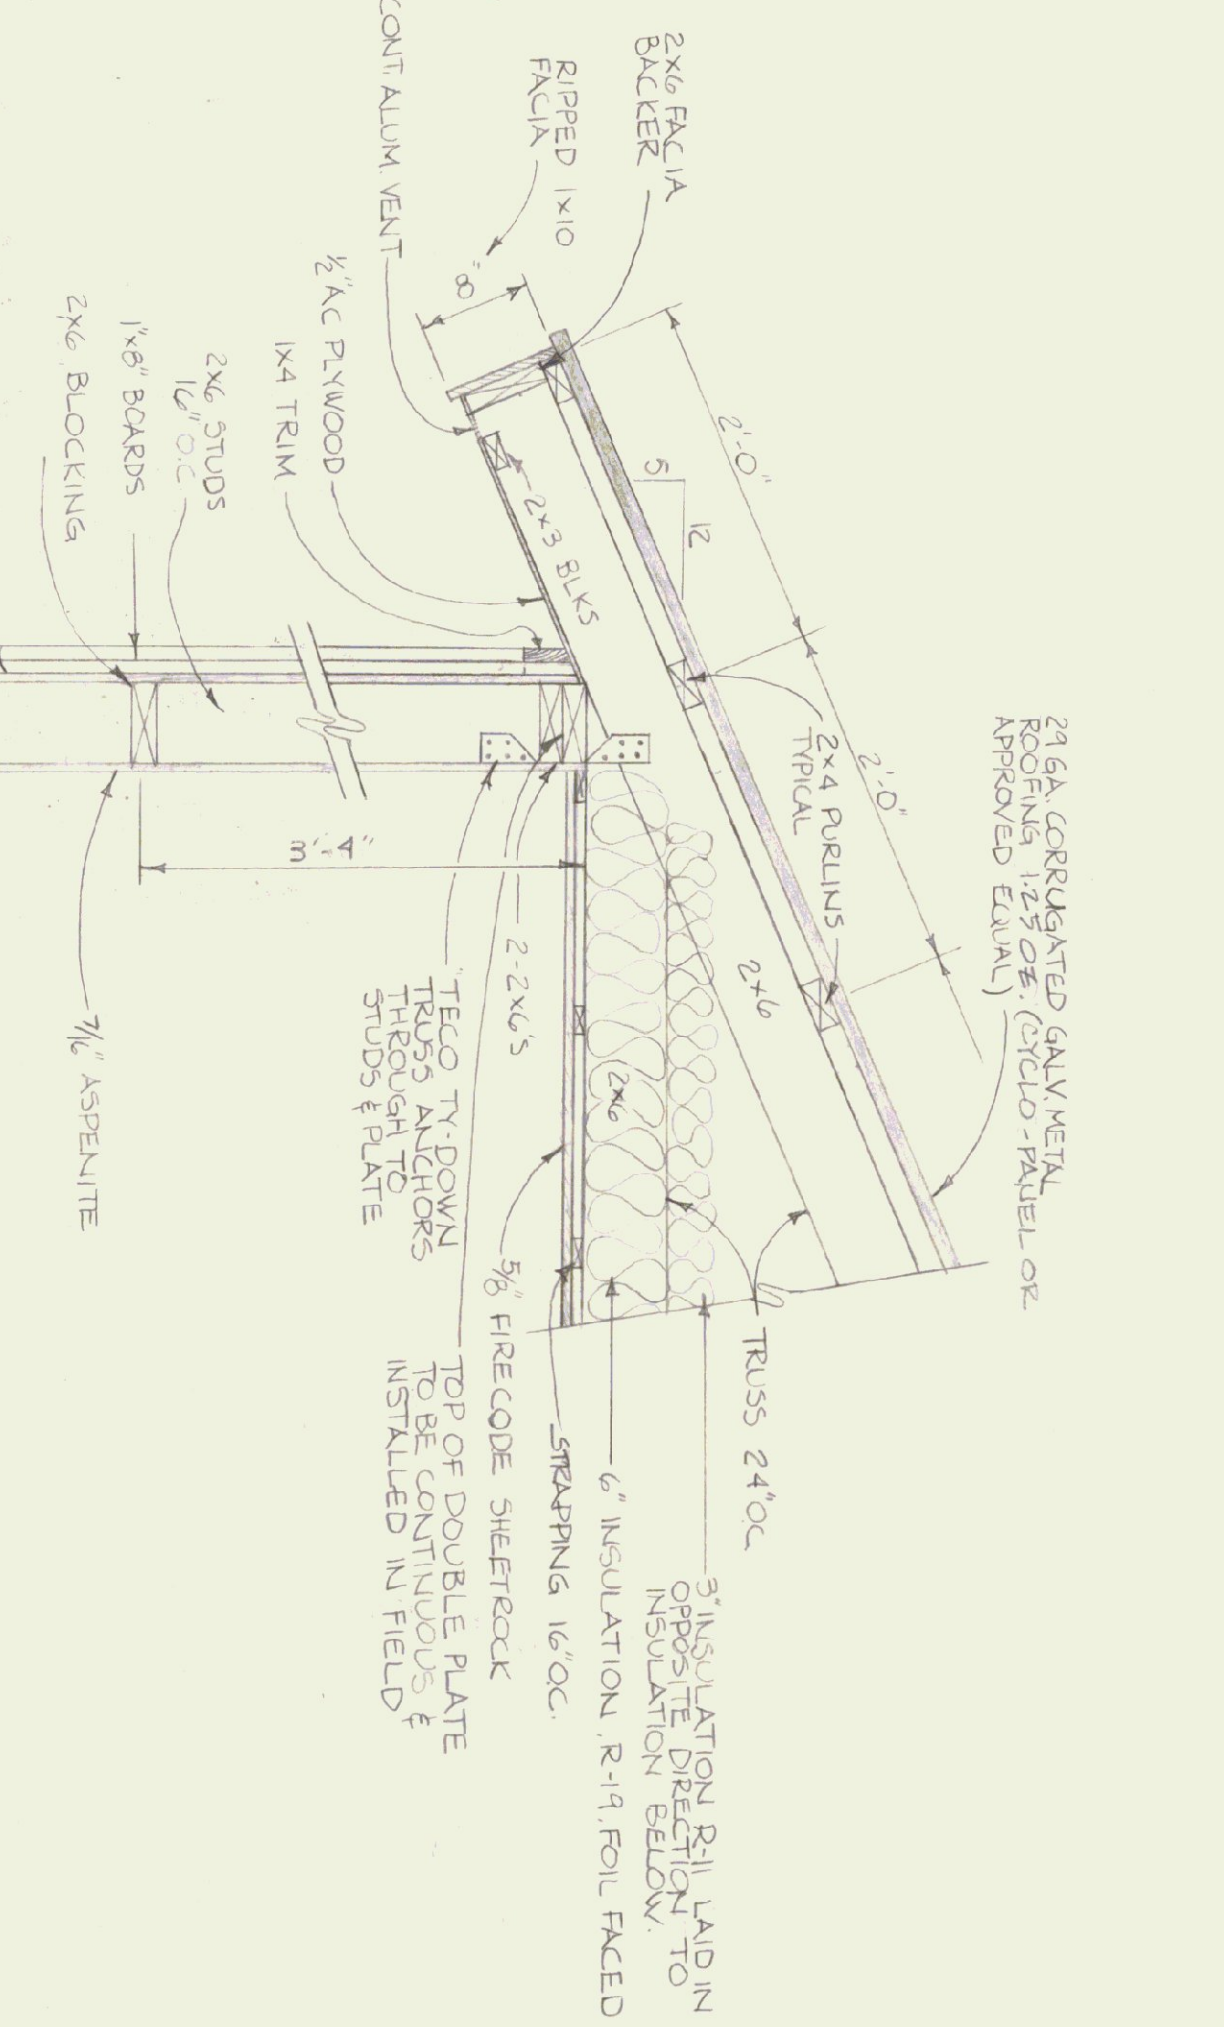 29 GA. CORRUGATED GALV. METAL
ROOFING 1.25 OZ. (CYCLO-PANEL OR
APPROVED EQUAL)
2'-0"
2'-0"
2x4 PURLINS
TYPICAL
2x6 FACIA
BACKER
RIPPED 1x10
FACIA
8"
12
5
2x6
TRUSS 24"O.C.
3" INSULATION R-11 LAID IN
OPPOSITE DIRECTION TO
INSULATION BELOW.
2x6
6" INSULATION, R-19, FOIL FACED
2x3 BLKS
STRAPPING 16"O.C.
5/8" FIRECODE SHEETROCK
2-2x6'S
CONT. ALUM. VENT
TOP OF DOUBLE PLATE
TO BE CONTINUOUS &
INSTALLED IN FIELD
"TECO TY-DOWN
TRUSS ANCHORS
THROUGH TO
STUDS & PLATE
½" AC PLYWOOD
1x4 TRIM
3'-4"
2x6 STUDS
16" O.C
1"x8" BOARDS
2x6 BLOCKING
7/16" ASPENITE